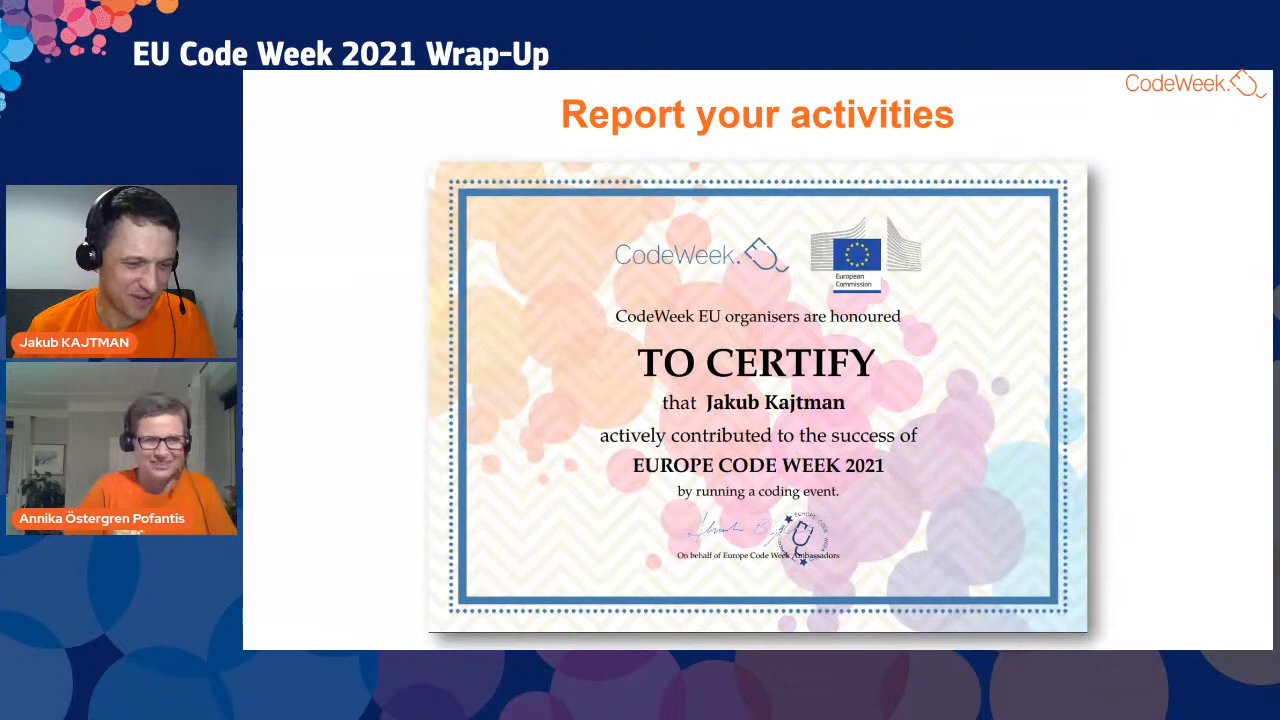 EU Code Week 2021 Wrap-Up
CodeWeek.
Report your activities
CodeWeek.
European
Commission
CodeWeek EU organisers are honoured
TO CERTIFY
that Jakub Kajtman
actively contributed to the success of
EUROPE CODE WEEK 2021
by running a coding event.
On behalf of Europe Code Week Ambassadors
Jakub KAJTMAN
Annika Östergren Pofantis